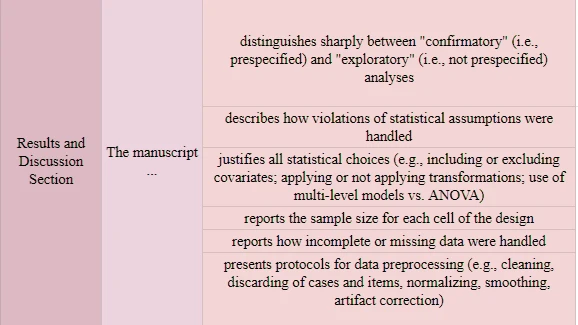 Results and
Discussion
Section
The manuscript
...
distinguishes sharply between "confirmatory" (i.e.,
prespecified) and "exploratory" (i.e., not prespecified)
analyses
describes how violations of statistical assumptions were
handled
justifies all statistical choices (e.g., including or excluding
covariates; applying or not applying transformations; use of
multi-level models vs. ANOVA)
reports the sample size for each cell of the design
reports how incomplete or missing data were handled
presents protocols for data preprocessing (e.g., cleaning,
discarding of cases and items, normalizing, smoothing,
artifact correction)